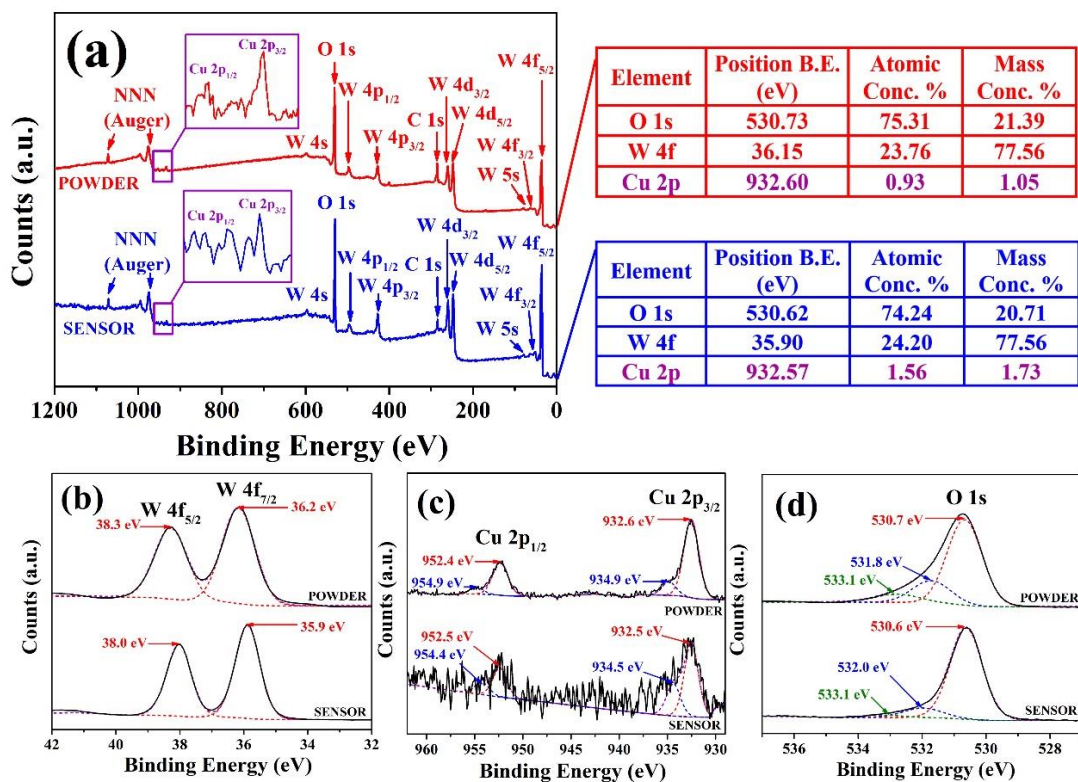 (a)
Counts (a.u.)
Cu 2p3/2
Cu 2p1/2
NNN
(Auger)
POWDER
O 1s
W 4s
W 4p1/2
W 4p3/2
C 1s
W 4d3/2
W 4d5/2
W 4f3/2
W 5s
W 4f5/2
Cu 2p1/2
Cu 2p3/2
NNN
(Auger)
SENSOR
O 1s
W 4s
W 4p1/2
W 4p3/2
C 1s
W 4d3/2
W 4d5/2
W 4f3/2
W 5s
W 4f5/2
1200 1000 800 600 400 200 0
Binding Energy (eV)
Element Position B.E. (eV) Atomic Conc. % Mass Conc. %
O 1s 530.73 75.31 21.39
W 4f 36.15 23.76 77.56
Cu 2p 932.60 0.93 1.05
Element Position B.E. (eV) Atomic Conc. % Mass Conc. %
O 1s 530.62 74.24 20.71
W 4f 35.90 24.20 77.56
Cu 2p 932.57 1.56 1.73
(b)
Counts (a.u.)
W 4f5/2
W 4f7/2
38.3 eV
36.2 eV
POWDER
38.0 eV
35.9 eV
SENSOR
42 40 38 36 34 32
Binding Energy (eV)
(c)
Counts (a.u.)
Cu 2p3/2
Cu 2p1/2
932.6 eV
952.4 eV
954.9 eV
934.9 eV
POWDER
952.5 eV
932.5 eV
954.4 eV
934.5 eV
SENSOR
960 955 950 945 940 935 930
Binding Energy (eV)
(d)
Counts (a.u.)
O 1s
530.7 eV
531.8 eV
533.1 eV
POWDER
530.6 eV
532.0 eV
533.1 eV
SENSOR
536 534 532 530 528
Binding Energy (eV)